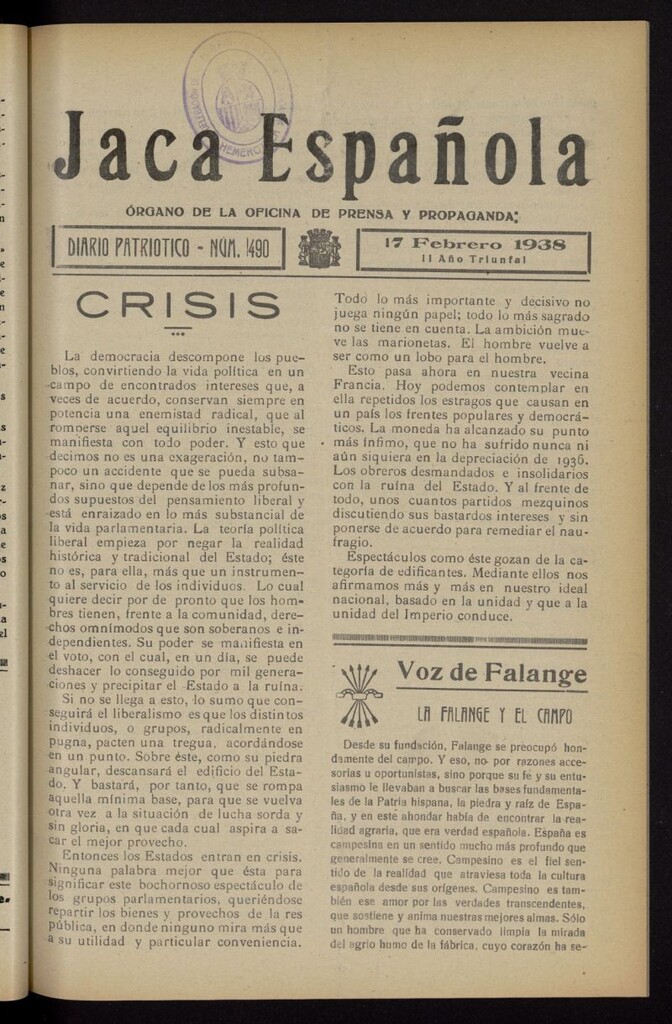 Jaca Española
ÓRGANO DE LA OFICINA DE PRENSA Y PROPAGANDA
DIARIO PATRIOTICO - NÚM. 1490
17 Febrero 1938
II Año Triunfal
CRISIS
La democracia descompone los pue-
blos, convirtiendo la vida política en un
campo de encontrados intereses que, a
veces de acuerdo, conservan siempre en
potencia una enemistad radical, que al
romperse aquel equilibrio inestable, se
manifiesta con todo poder. Y esto que
decimos no es una exageración, no tam-
poco un accidente que se pueda subsa-
nar, sino que depende de los más profun-
dos supuestos del pensamiento liberal y
está enraizado en lo más substancial de
la vida parlamentaria. La teoría política
liberal empieza por negar la realidad
histórica y tradicional del Estado; éste
no es, para ella, más que un instrumen-
to al servicio de los individuos. Lo cual
quiere decir por de pronto que los hom-
bres tienen, frente a la comunidad, dere-
chos omnímodos que son soberanos e in-
dependientes. Su poder se manifiesta en
el voto, con el cual, en un día, se puede
deshacer lo conseguido por mil genera-
ciones y precipitar el Estado a la ruína.
Si no se llega a esto, lo sumo que con-
seguirá el liberalismo es que los distintos
individuos, o grupos, radicalmente en
pugna, pacten una tregua, acordándose
en un punto. Sobre éste, como su piedra
angular, descansará el edificio del Esta-
do. Y bastará, por tanto, que se rompa
aquella mínima base, para que se vuelva
otra vez a la situación de lucha sorda y
sin gloria, en que cada cual aspira a sa-
car el mejor provecho.
Entonces los Estados entran en crisis.
Ninguna palabra mejor que ésta para
significar este bochornoso espectáculo de
los grupos parlamentarios, queriéndose
repartir los bienes y provechos de la res
pública, en donde ninguno mira más que
a su utilidad y particular conveniencia.
Todo lo más importante y decisivo no
juega ningún papel; todo lo más sagrado
no se tiene en cuenta. La ambición mue-
ve las marionetas. El hombre vuelve a
ser como un lobo para el hombre.
Esto pasa ahora en nuestra vecina
Francia. Hoy podemos contemplar en
ella repetidos los estragos que causan en
un país los frentes populares y democrá-
ticos. La moneda ha alcanzado su punto
más ínfimo, que no ha sufrido nunca ni
aún siquiera en la depreciación de 1936.
Los obreros desmandados e insolidarios
con la ruína del Estado. Y al frente de
todo, unos cuantos partidos mezquinos
discutiendo sus bastardos intereses y sin
ponerse de acuerdo para remediar el nau-
fragio.
Espectáculos como éste gozan de la ca-
tegoría de edificantes. Mediante ellos nos
afirmamos más y más en nuestro ideal
nacional, basado en la unidad y que a la
unidad del Imperio conduce.
Voz de Falange
LA FALANGE Y EL CAMPO
Desde su fundación, Falange se preocupó hon-
damente del campo. Y eso, no por razones acce-
sorias u oportunistas, sino porque su fé y su entu-
siasmo le llevaban a buscar las bases fundamenta-
les de la Patria hispana, la piedra y raíz de Espa-
ña, y en este ahondar había de encontrar la rea-
lidad agraria, que era verdad española. España es
campesina en un sentido mucho más profundo que
generalmente se cree. Campesino es el fiel sen-
tido de la realidad que atraviesa toda la cultura
española desde sus orígenes. Campesino es tam-
bién ese amor por las verdades transcendentes,
que sostiene y anima nuestras mejores almas. Sólo
un hombre que ha conservado limpia la mirada
del agrio humo de la fábrica, cuyo corazón ha se-